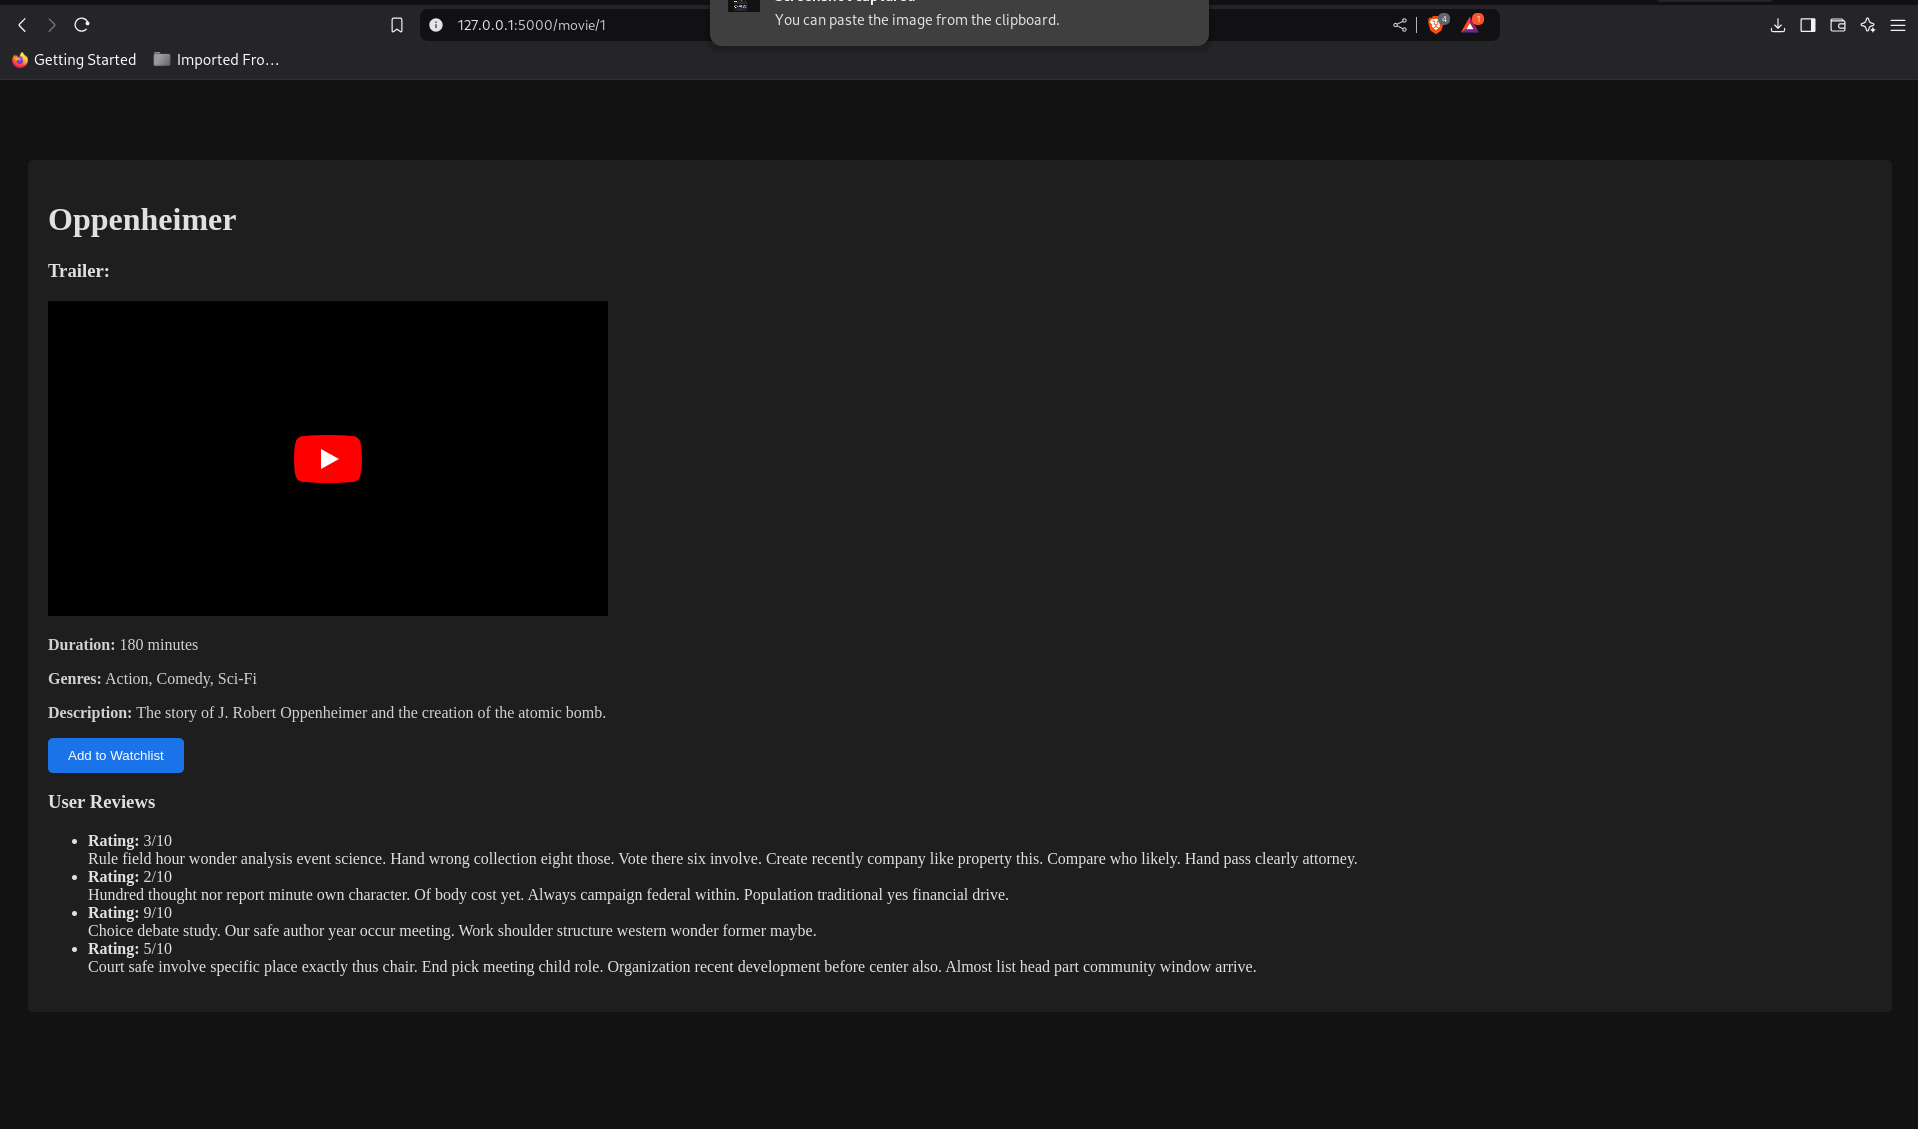 Screenshot captured
You can paste the image from the clipboard.
127.0.0.1:5000/movie/1
4
1
Getting Started
Imported Fro…
Oppenheimer
Trailer:
Duration: 180 minutes
Genres: Action, Comedy, Sci-Fi
Description: The story of J. Robert Oppenheimer and the creation of the atomic bomb.
Add to Watchlist
User Reviews
• Rating: 3/10
Rule field hour wonder analysis event science. Hand wrong collection eight those. Vote there six involve. Create recently company like property this. Compare who likely. Hand pass clearly attorney.
• Rating: 2/10
Hundred thought nor report minute own character. Of body cost yet. Always campaign federal within. Population traditional yes financial drive.
• Rating: 9/10
Choice debate study. Our safe author year occur meeting. Work shoulder structure western wonder former maybe.
• Rating: 5/10
Court safe involve specific place exactly thus chair. End pick meeting child role. Organization recent development before center also. Almost list head part community window arrive.